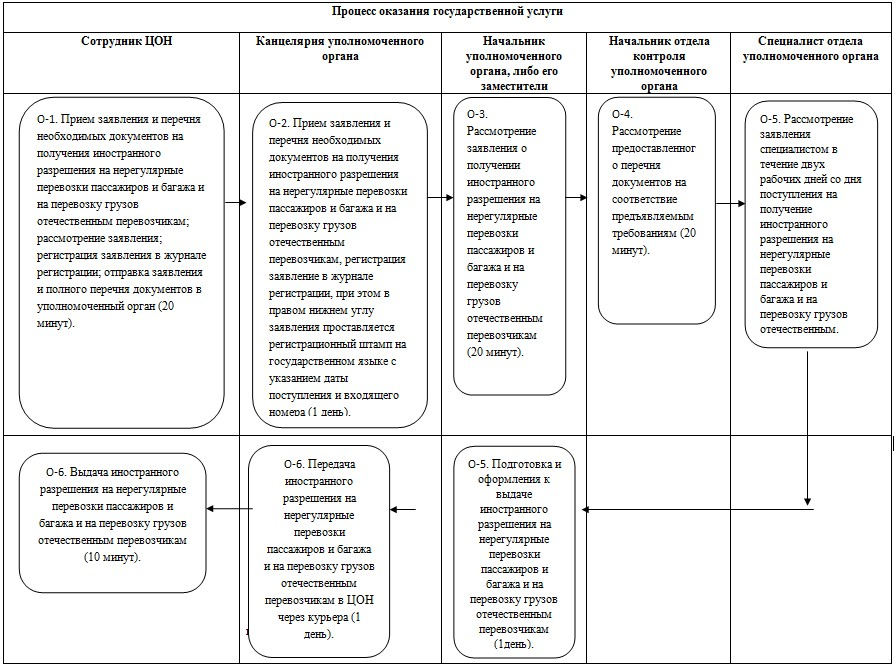 Процесс оказания государственной услуги
Сотрудник ЦОН
Канцелярия уполномоченного
органа
Начальник
уполномоченного
органа, либо его
заместители
Начальник отдела
контроля
уполномоченного
органа
Специалист отдела
уполномоченного органа
О-1. Прием заявления и перечня
необходимых документов на
получения иностранного
разрешения на нерегулярные
перевозки пассажиров и багажа и
на перевозку грузов
отечественным перевозчикам;
рассмотрение заявления;
регистрация заявления в журнале
регистрации; отправка заявления
и полного перечня документов в
уполномоченный орган (20
минут).
О-2. Прием заявления и
перечня необходимых
документов на получения
иностранного разрешения
на нерегулярные перевозки
пассажиров и багажа и на
перевозку грузов
отечественным
перевозчикам, регистрация
заявление в журнале
регистрации, при этом в
правом нижнем углу
заявления проставляется
регистрационный штамп на
государственном языке с
указанием даты
поступления и входящего
номера (1 день).
О-3.
Рассмотрение
заявления о
получении
иностранного
разрешения на
нерегулярные
перевозки
пассажиров и
багажа и на
перевозку
грузов
отечественным
перевозчикам
(20 минут).
О-4.
Рассмотрение
предоставленног
о перечня
документов на
соответствие
предъявляемым
требованиям (20
минут).
О-5. Рассмотрение
заявления
специалистом в
течение двух
рабочих дней со дня
поступления на
получение
иностранного
разрешения на
нерегулярные
перевозки
пассажиров и
багажа и на
перевозку грузов
отечественным.
О-6. Выдача иностранного
разрешения на нерегулярные
перевозки пассажиров и
багажа и на перевозку грузов
отечественным перевозчикам
(10 минут).
О-6. Передача
иностранного
разрешения на
нерегулярные
перевозки
пассажиров и багажа
и на перевозку грузов
отечественным
перевозчикам в ЦОН
через курьера (1
день).
О-5. Подготовка и
оформления к
выдаче
иностранного
разрешения на
нерегулярные
перевозки
пассажиров и
багажа и на
перевозку грузов
отечественным
перевозчикам
(1день).